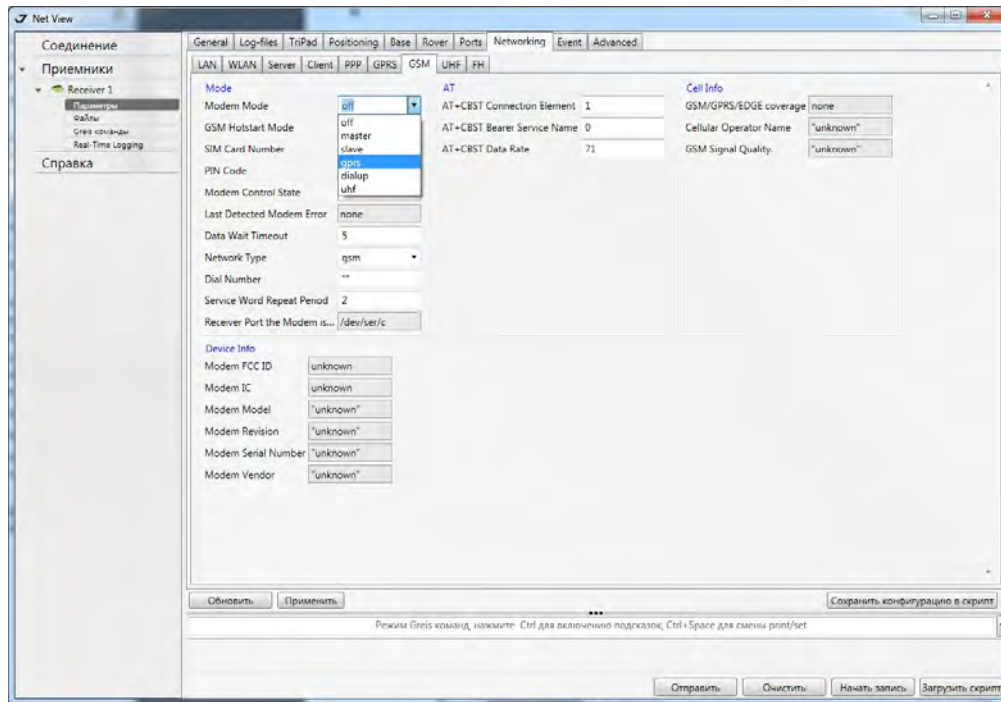 Net View
Соединение
Приемники
Receiver 1
Параметры
Файлы
Greis команды
Real-Time Logging
Справка
General Log-files TriPad Positioning Base Rover Ports Networking Event Advanced
LAN WLAN Server Client PPP GPRS GSM UHF FH
Mode
Modem Mode off
off
master
slave
gprs
dialup
uhf
GSM Hotstart Mode
SIM Card Number
PIN Code
Modem Control State
Last Detected Modem Error none
Data Wait Timeout 5
Network Type gsm
Dial Number ""
Service Word Repeat Period 2
Receiver Port the Modem is... /dev/ser/c
AT
AT+CBST Connection Element 1
AT+CBST Bearer Service Name 0
AT+CBST Data Rate 71
Cell Info
GSM/GPRS/EDGE coverage none
Cellular Operator Name "unknown"
GSM Signal Quality. "unknown"
Device Info
Modem FCC ID unknown
Modem IC unknown
Modem Model "unknown"
Modem Revision "unknown"
Modem Serial Number "unknown"
Modem Vendor "unknown"
Обновить Применить Сохранить конфигурацию в скрипт
Режим Greis команд, нажмите Ctrl для включению подсказок, Ctrl+Space для смены print/set
Отправить Очистить Начать запись Загрузить скрипт